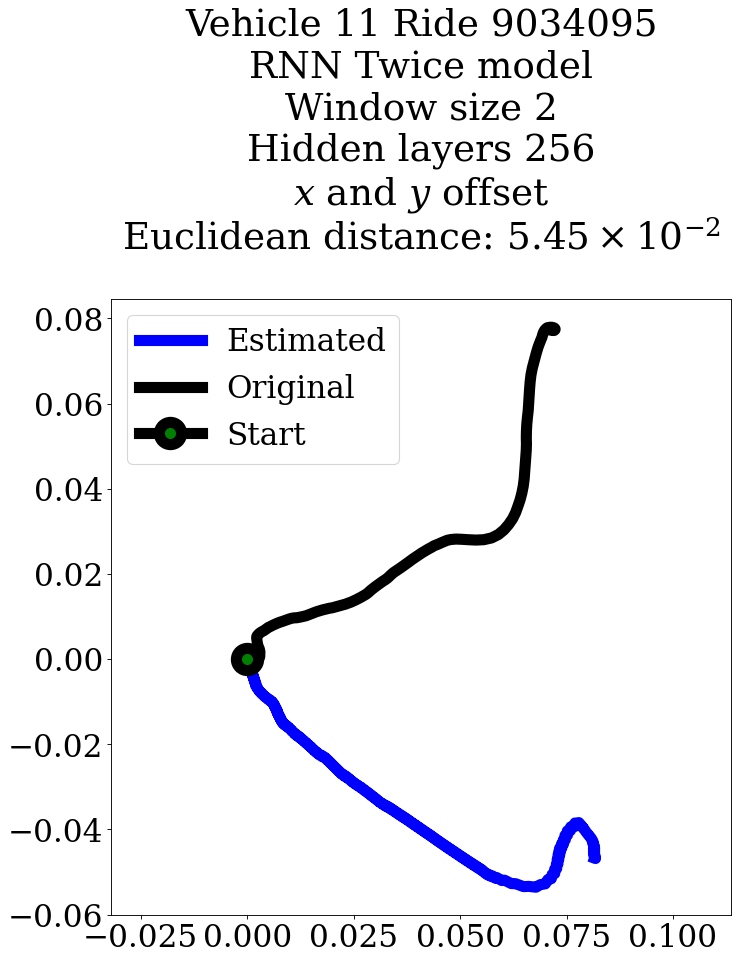 Vehicle 11 Ride 9034095
RNN Twice model
Window size 2
Hidden layers 256
x and y offset
Euclidean distance: 5.45 × 10⁻²
Estimated
Original
Start
0.08
0.06
0.04
0.02
0.00
−0.02
−0.04
−0.06
−0.025 0.000 0.025 0.050 0.075 0.100